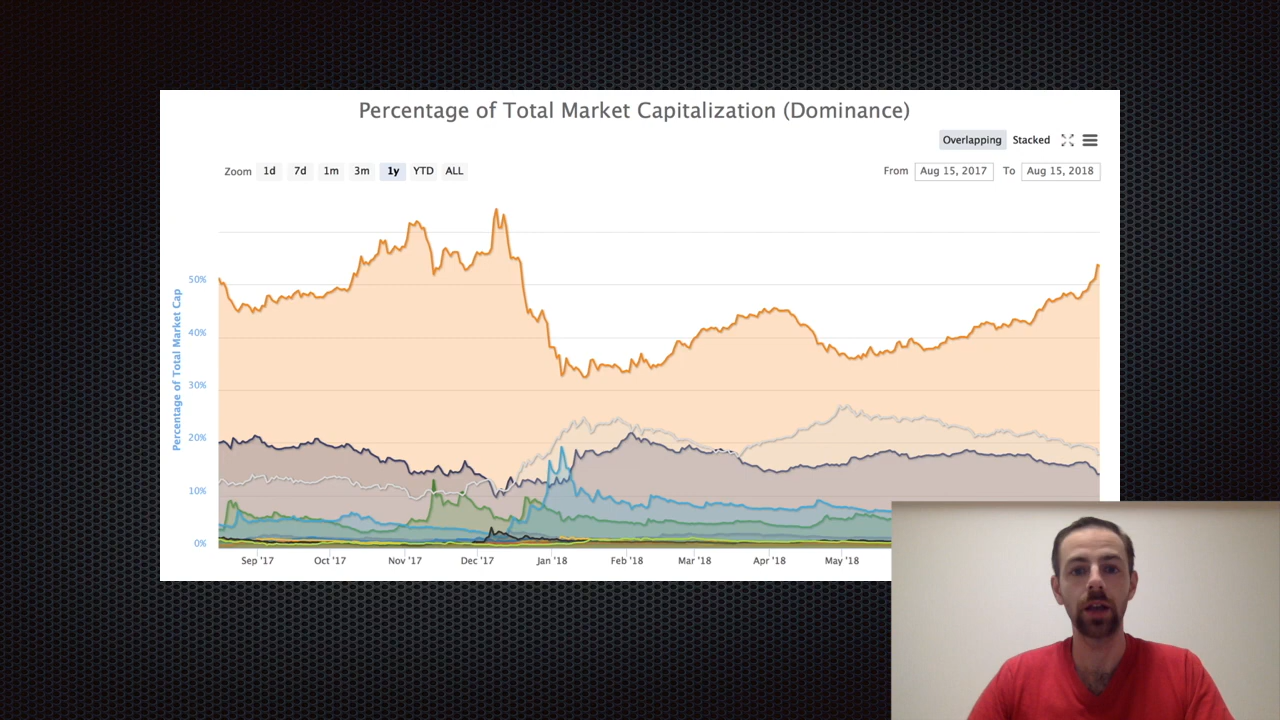 Percentage of Total Market Capitalization (Dominance)
Overlapping Stacked
Zoom 1d 7d 1m 3m 1y YTD ALL
From Aug 15, 2017 To Aug 15, 2018
Percentage of Total Market Cap
50%
40%
30%
20%
10%
0%
Sep '17 Oct '17 Nov '17 Dec '17 Jan '18 Feb '18 Mar '18 Apr '18 May '18